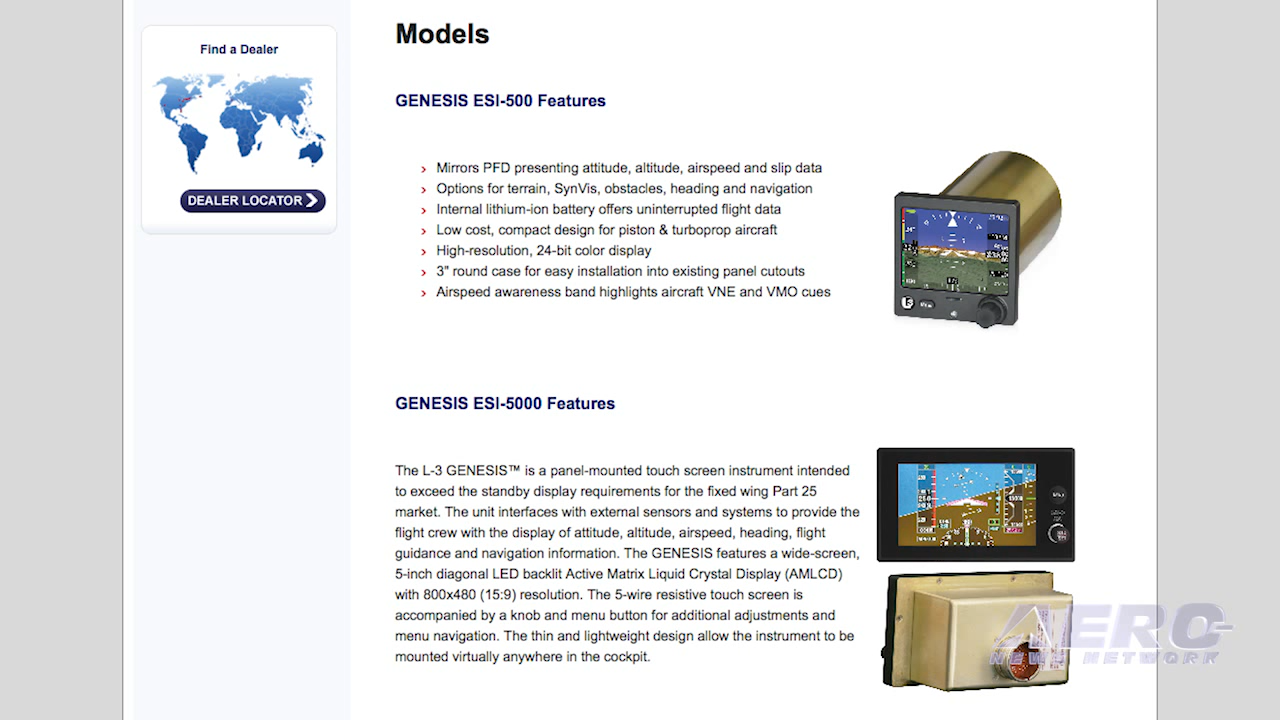 Find a Dealer
DEALER LOCATOR
Models
GENESIS ESI-500 Features
Mirrors PFD presenting attitude, altitude, airspeed and slip data
Options for terrain, SynVis, obstacles, heading and navigation
Internal lithium-ion battery offers uninterrupted flight data
Low cost, compact design for piston & turboprop aircraft
High-resolution, 24-bit color display
3" round case for easy installation into existing panel cutouts
Airspeed awareness band highlights aircraft VNE and VMO cues
GENESIS ESI-5000 Features
The L-3 GENESIS™ is a panel-mounted touch screen instrument intended
to exceed the standby display requirements for the fixed wing Part 25
market. The unit interfaces with external sensors and systems to provide the
flight crew with the display of attitude, altitude, airspeed, heading, flight
guidance and navigation information. The GENESIS features a wide-screen,
5-inch diagonal LED backlit Active Matrix Liquid Crystal Display (AMLCD)
with 800x480 (15:9) resolution. The 5-wire resistive touch screen is
accompanied by a knob and menu button for additional adjustments and
menu navigation. The thin and lightweight design allow the instrument to be
mounted virtually anywhere in the cockpit.
AERO
NEWS NETWORK